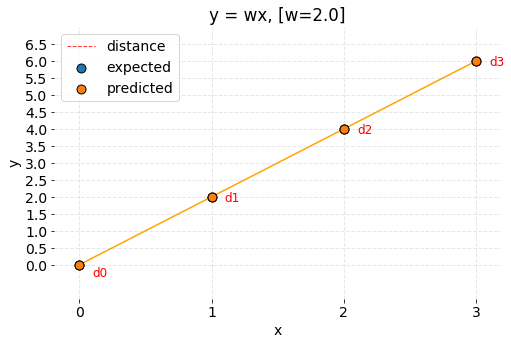 y = wx, [w=2.0]
distance
expected
predicted
6.5
6.0
5.5
5.0
4.5
4.0
3.5
3.0
2.5
2.0
1.5
1.0
0.5
0.0
y
d3
d2
d1
d0
0 1 2 3
x